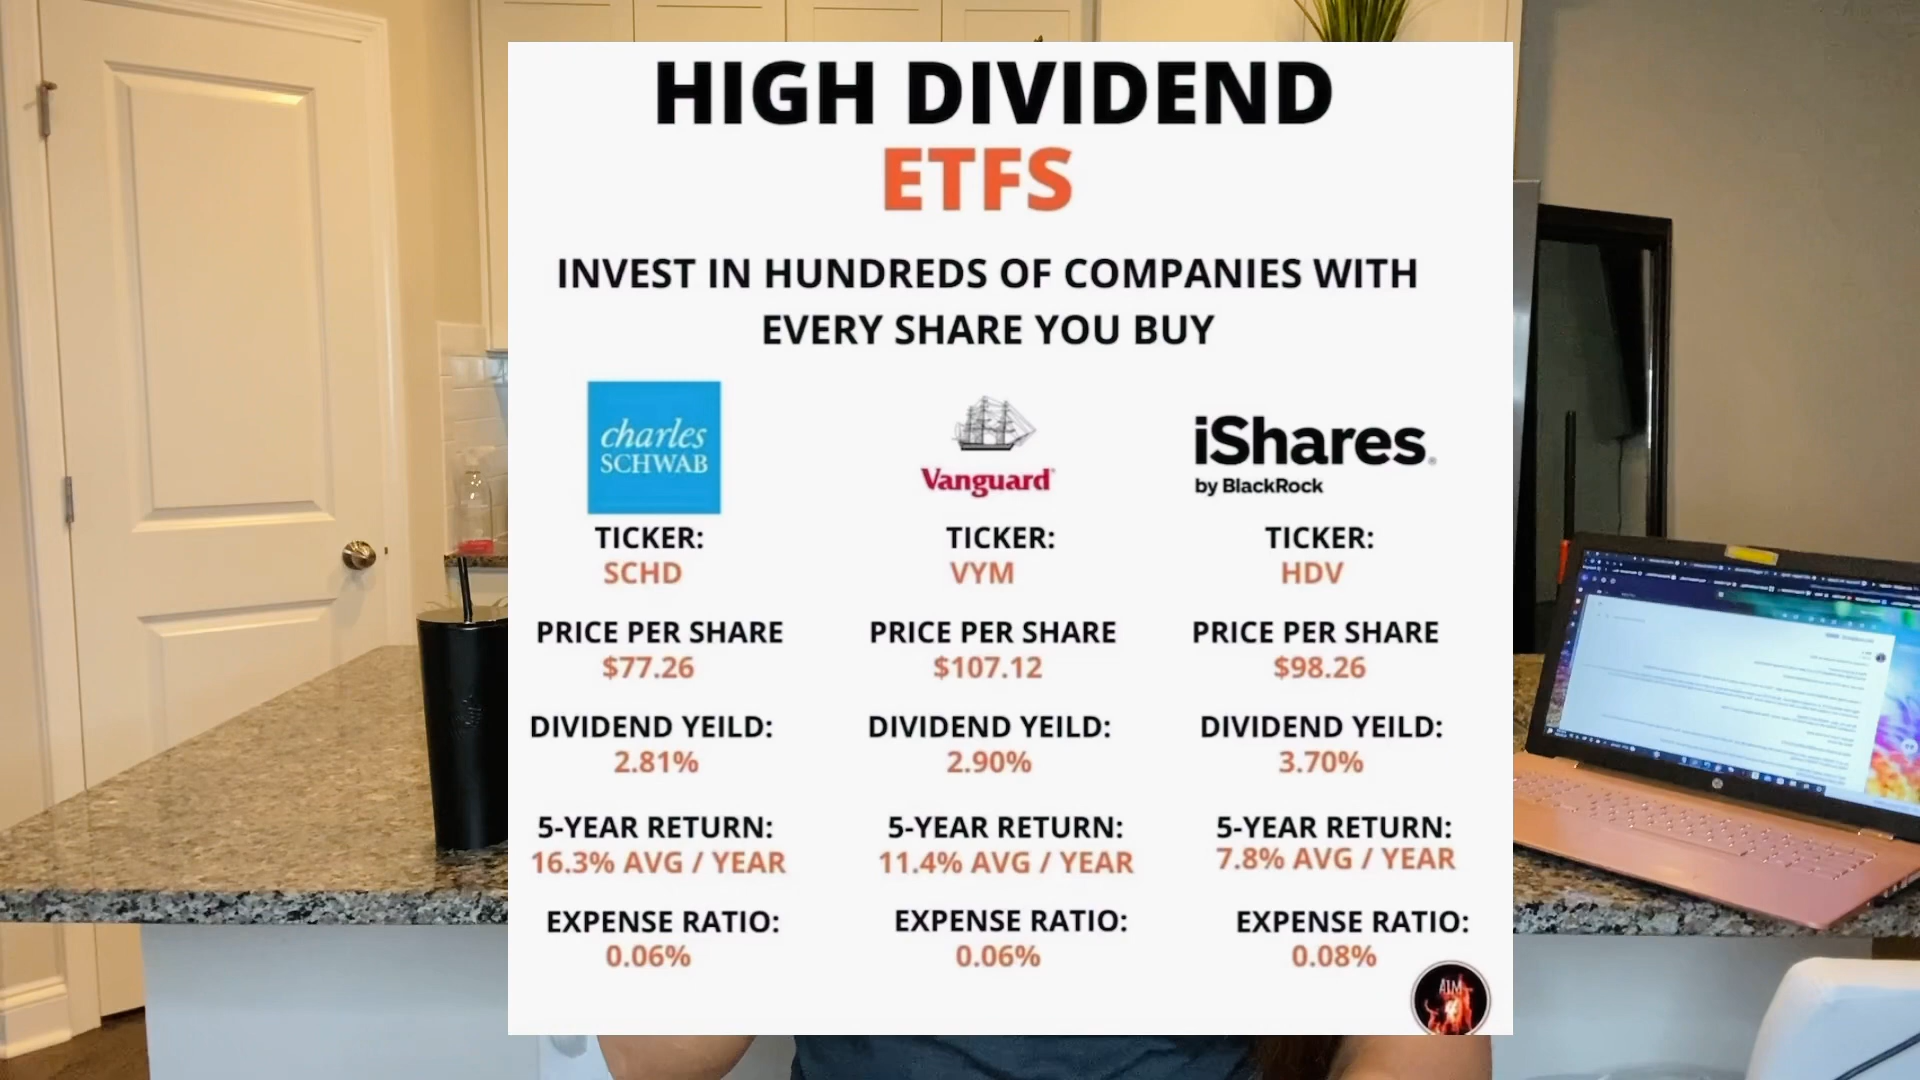 HIGH DIVIDEND
ETFS
INVEST IN HUNDREDS OF COMPANIES WITH
EVERY SHARE YOU BUY
charles
SCHWAB
TICKER:
SCHD
PRICE PER SHARE
$77.26
DIVIDEND YEILD:
2.81%
5-YEAR RETURN:
16.3% AVG / YEAR
EXPENSE RATIO:
0.06%
Vanguard
TICKER:
VYM
PRICE PER SHARE
$107.12
DIVIDEND YEILD:
2.90%
5-YEAR RETURN:
11.4% AVG / YEAR
EXPENSE RATIO:
0.06%
iShares®
by BlackRock
TICKER:
HDV
PRICE PER SHARE
$98.26
DIVIDEND YEILD:
3.70%
5-YEAR RETURN:
7.8% AVG / YEAR
EXPENSE RATIO:
0.08%
AIM
hp